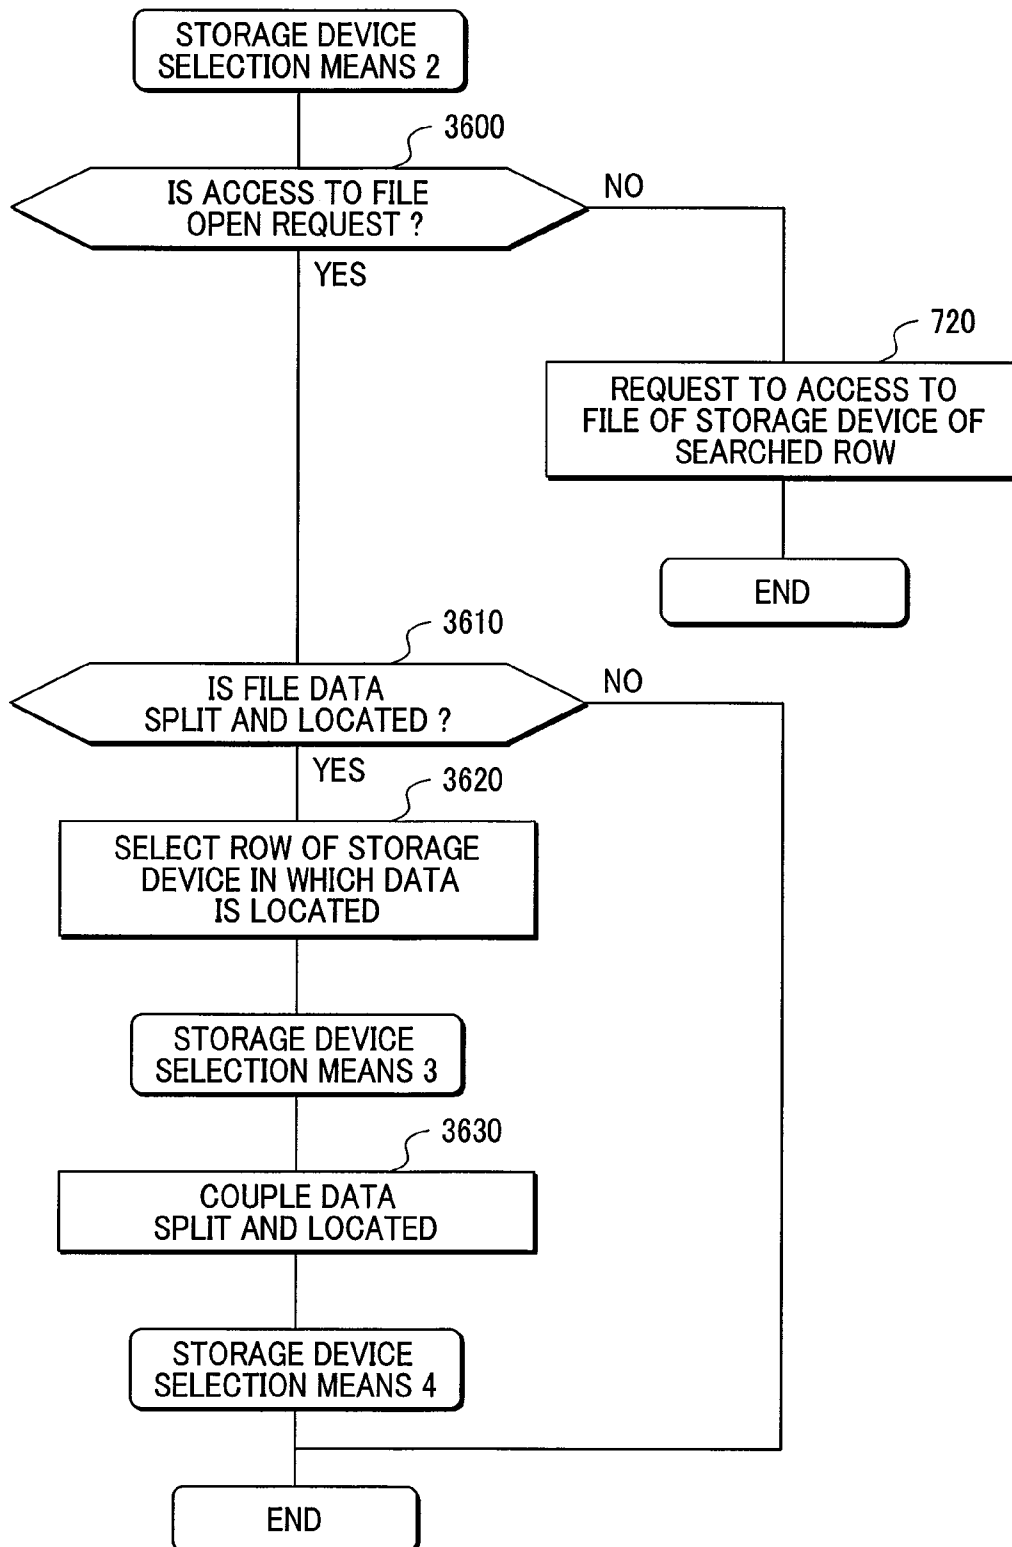 STORAGE DEVICE
SELECTION MEANS 2
3600
IS ACCESS TO FILE
OPEN REQUEST ?
NO
YES
720
REQUEST TO ACCESS TO
FILE OF STORAGE DEVICE OF
SEARCHED ROW
END
3610
IS FILE DATA
SPLIT AND LOCATED ?
NO
YES
3620
SELECT ROW OF STORAGE
DEVICE IN WHICH DATA
IS LOCATED
STORAGE DEVICE
SELECTION MEANS 3
3630
COUPLE DATA
SPLIT AND LOCATED
STORAGE DEVICE
SELECTION MEANS 4
END